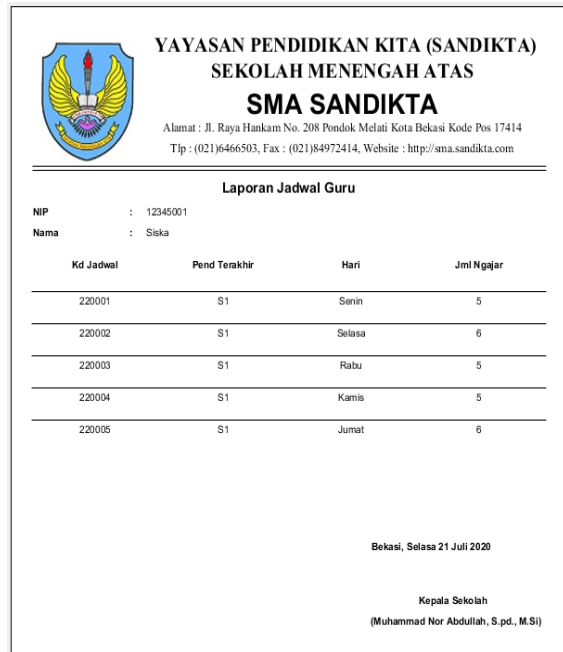 YAYASAN PENDIDIKAN KITA (SANDIKTA)
SEKOLAH MENENGAH ATAS
SMA SANDIKTA
Alamat : Jl. Raya Hankam No. 208 Pondok Melati Kota Bekasi Kode Pos 17414
Tlp : (021)6466503, Fax : (021)84972414, Website : http://sma.sandikta.com
Laporan Jadwal Guru
NIP : 12345001
Nama : Siska
Kd Jadwal Pend Terakhir Hari Jml Ngajar
220001 S1 Senin 5
220002 S1 Selasa 6
220003 S1 Rabu 5
220004 S1 Kamis 5
220005 S1 Jumat 6
Bekasi, Selasa 21 Juli 2020
Kepala Sekolah
(Muhammad Nor Abdullah, S.pd., M.Si)